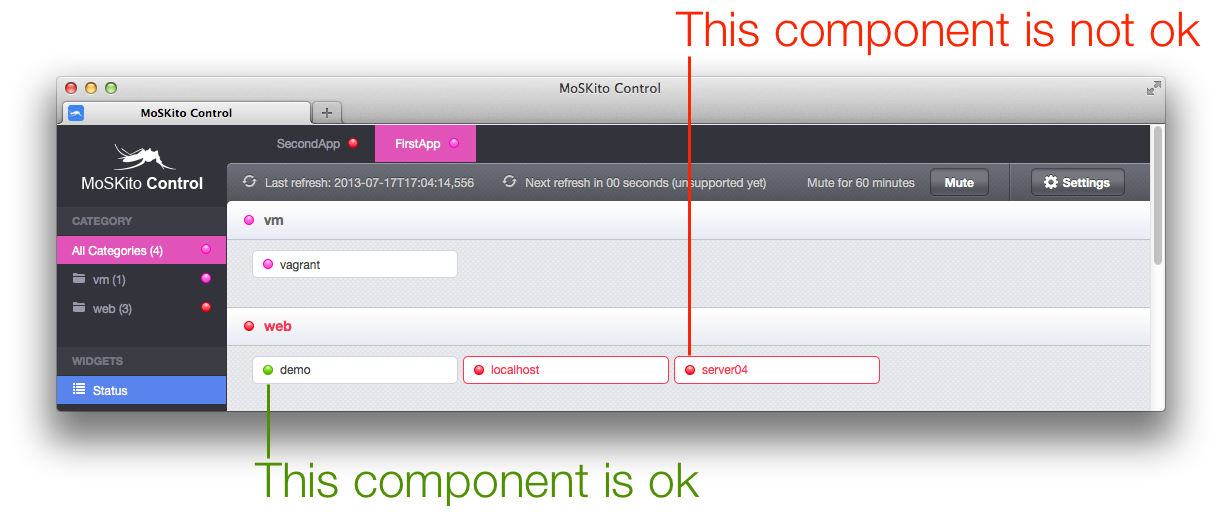 This component is not ok
MoSKito Control
MoSKito Control
SecondApp FirstApp
MoSKito Control
Last refresh: 2013-07-17T17:04:14,556 Next refresh in 00 seconds (unsupported yet) Mute for 60 minutes Mute Settings
CATEGORY
vm
All Categories (4)
vagrant
vm (1)
web (3)
web
WIDGETS
demo localhost server04
Status
This component is ok